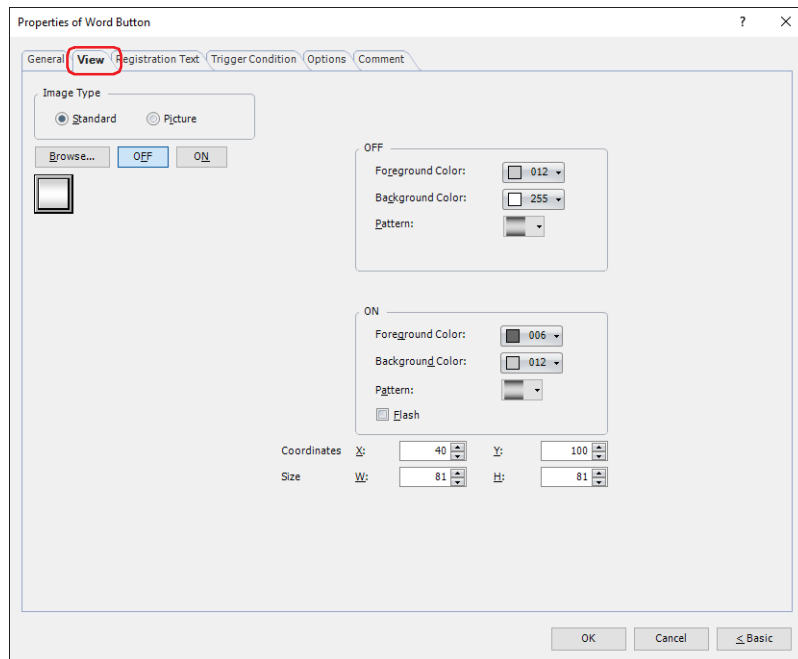 Properties of Word Button ?
General View Registration Text Trigger Condition Options Comment
Image Type
Standard Picture
Browse... OFF ON
OFF
Foreground Color: 012
Background Color: 255
Pattern:
ON
Foreground Color: 006
Background Color: 012
Pattern:
Flash
Coordinates X: 40 Y: 100
Size W: 81 H: 81
OK Cancel < Basic